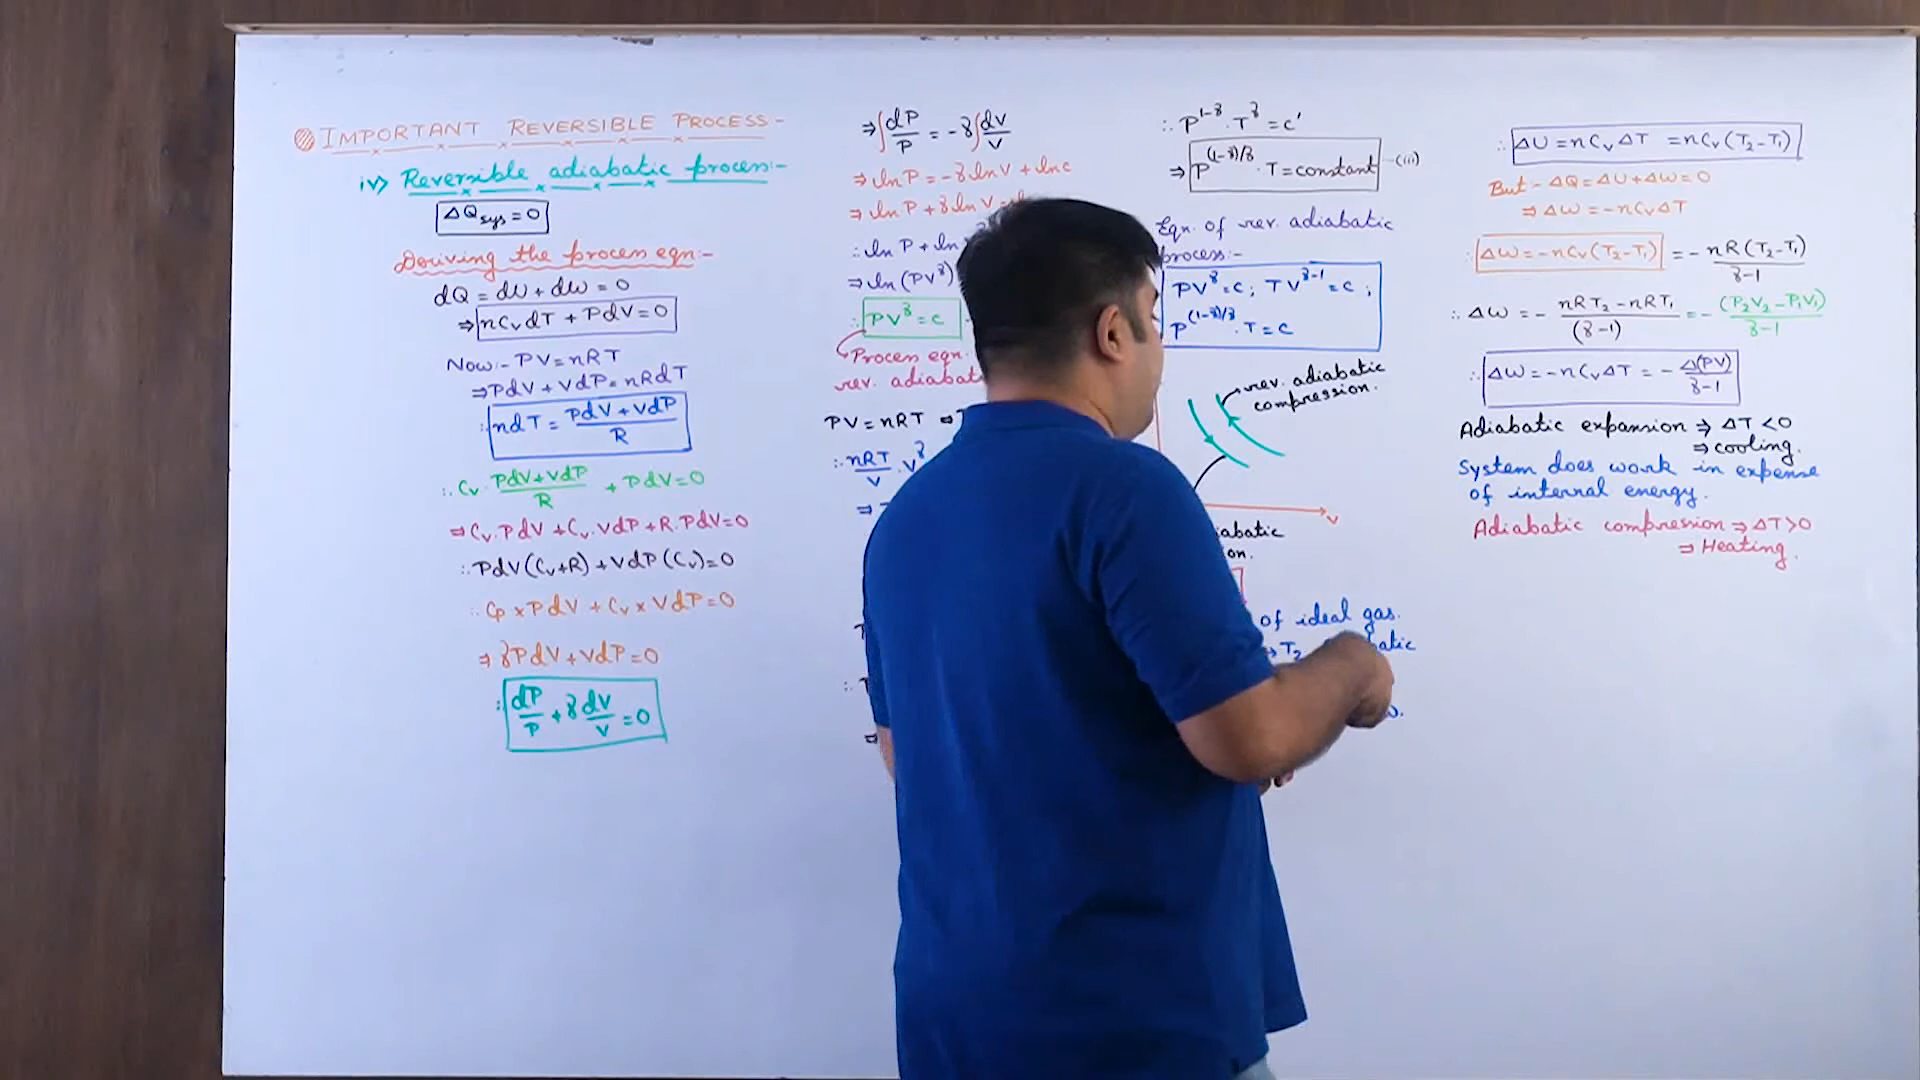 IMPORTANT REVERSIBLE PROCESS:-
iv) Reversible adiabatic process:-
ΔQsys = 0
Deriving the process eqn:-
dQ = dU + dW = 0
⇒ nCvdT + PdV = 0
Now:- PV = nRT
⇒ PdV + VdP = nRdT
∴ ndT = (PdV + VdP)/R
∴ Cv · (PdV + VdP)/R + PdV = 0
⇒ Cv·PdV + Cv·VdP + R·PdV = 0
∴ PdV(Cv+R) + VdP(Cv) = 0
∴ Cp × PdV + Cv × VdP = 0
⇒ γPdV + VdP = 0
∴ dP/P + γ dV/V = 0
⇒ ∫dP/P = -γ∫dV/V
⇒ ln P = -γ ln V + ln c
⇒ ln P + γ ln V
∴ ln P + ln
⇒ ln (PV^γ)
∴ PV^γ = c
Process eqn.
rev. adiabat
PV = nRT ⇒
∴ nRT/V · V^γ
⇒
∴ P^(1-γ) · T^γ = c'
⇒ P^((1-γ)/γ) · T = constant —(iii)
Eqn. of rev. adiabatic
process:-
PV^γ = c ; TV^(γ-1) = c ;
P^((1-γ)/γ) · T = c
rev. adiabatic
compression.
V
iabatic
on.
of ideal gas.
⇒ T2 batic
∴ ΔU = nCvΔT = nCv(T2-T1)
But - ΔQ = ΔU + ΔW = 0
⇒ ΔW = -nCvΔT
∴ ΔW = -nCv(T2-T1) = - nR(T2-T1)/(γ-1)
∴ ΔW = - (nRT2 - nRT1)/(γ-1) = - (P2V2 - P1V1)/(γ-1)
∴ ΔW = -nCvΔT = - Δ(PV)/(γ-1)
Adiabatic expansion ⇒ ΔT < 0
⇒ cooling.
System does work in expense
of internal energy.
Adiabatic compression ⇒ ΔT > 0
⇒ Heating.